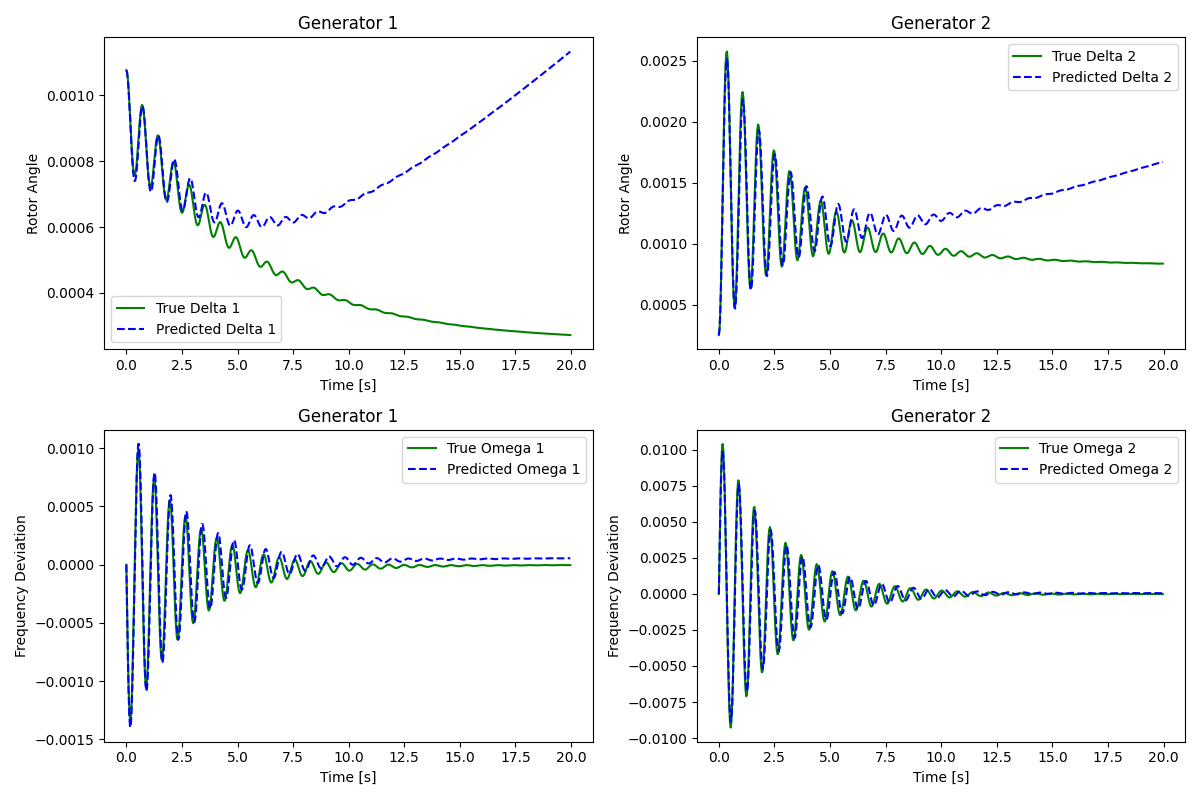 Generator 1
Rotor Angle
0.0010
0.0008
0.0006
0.0004
True Delta 1
Predicted Delta 1
0.0 2.5 5.0 7.5 10.0 12.5 15.0 17.5 20.0
Time [s]
Generator 2
Rotor Angle
0.0025
0.0020
0.0015
0.0010
0.0005
True Delta 2
Predicted Delta 2
0.0 2.5 5.0 7.5 10.0 12.5 15.0 17.5 20.0
Time [s]
Generator 1
Frequency Deviation
0.0010
0.0005
0.0000
−0.0005
−0.0010
−0.0015
True Omega 1
Predicted Omega 1
0.0 2.5 5.0 7.5 10.0 12.5 15.0 17.5 20.0
Time [s]
Generator 2
Frequency Deviation
0.0100
0.0075
0.0050
0.0025
0.0000
−0.0025
−0.0050
−0.0075
−0.0100
True Omega 2
Predicted Omega 2
0.0 2.5 5.0 7.5 10.0 12.5 15.0 17.5 20.0
Time [s]